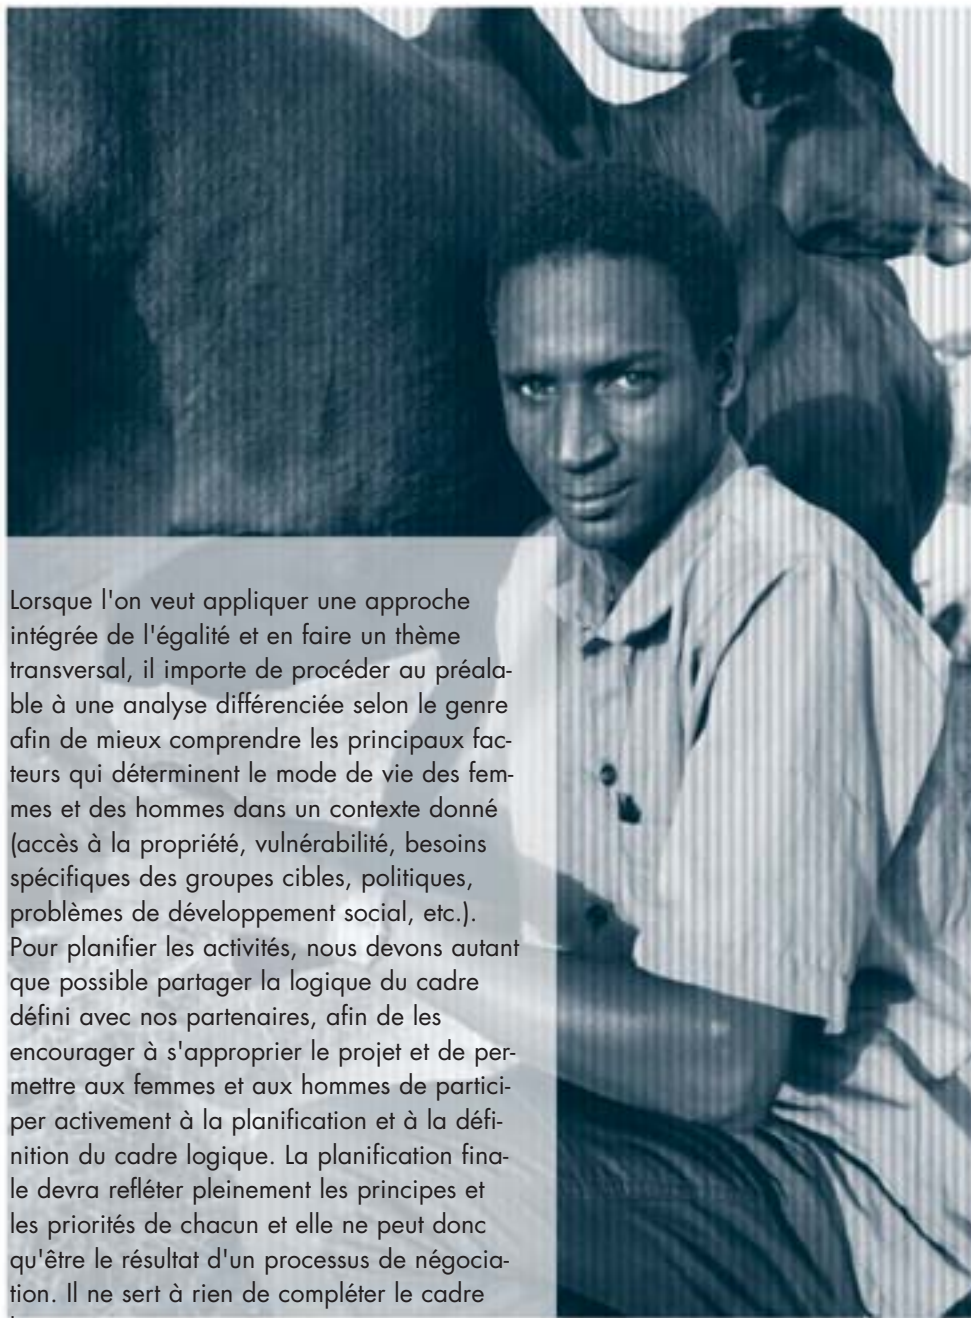 Lorsque l'on veut appliquer une approche
intégrée de l'égalité et en faire un thème
transversal, il importe de procéder au préala-
ble à une analyse différenciée selon le genre
afin de mieux comprendre les principaux fac-
teurs qui déterminent le mode de vie des fem-
mes et des hommes dans un contexte donné
(accès à la propriété, vulnérabilité, besoins
spécifiques des groupes cibles, politiques,
problèmes de développement social, etc.).
Pour planifier les activités, nous devons autant
que possible partager la logique du cadre
défini avec nos partenaires, afin de les
encourager à s'approprier le projet et de per-
mettre aux femmes et aux hommes de partici-
per activement à la planification et à la défi-
nition du cadre logique. La planification fina-
le devra refléter pleinement les principes et
les priorités de chacun et elle ne peut donc
qu'être le résultat d'un processus de négocia-
tion. Il ne sert à rien de compléter le cadre